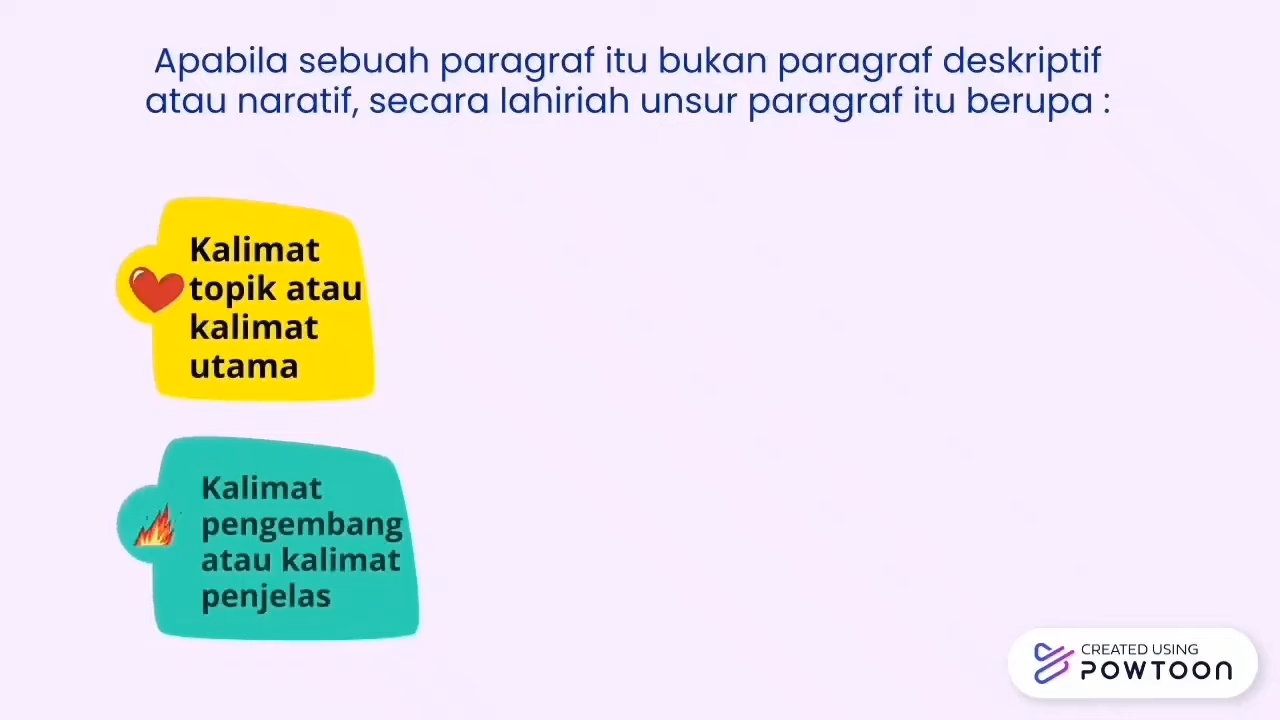 Apabila sebuah paragraf itu bukan paragraf deskriptif
atau naratif, secara lahiriah unsur paragraf itu berupa :
Kalimat
topik atau
kalimat
utama
Kalimat
pengembang
atau kalimat
penjelas
CREATED USING
POWTOON